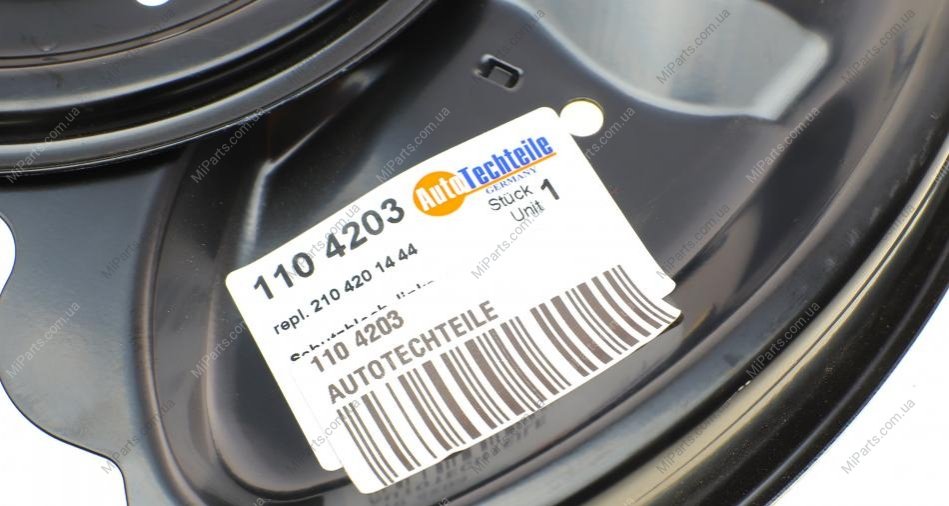 110 4203
AutoTechteile
GERMANY
Stück
Unit 1
repl. 210 420 14 44
110 4203
AUTOTECHTEILE
MiParts.com.ua